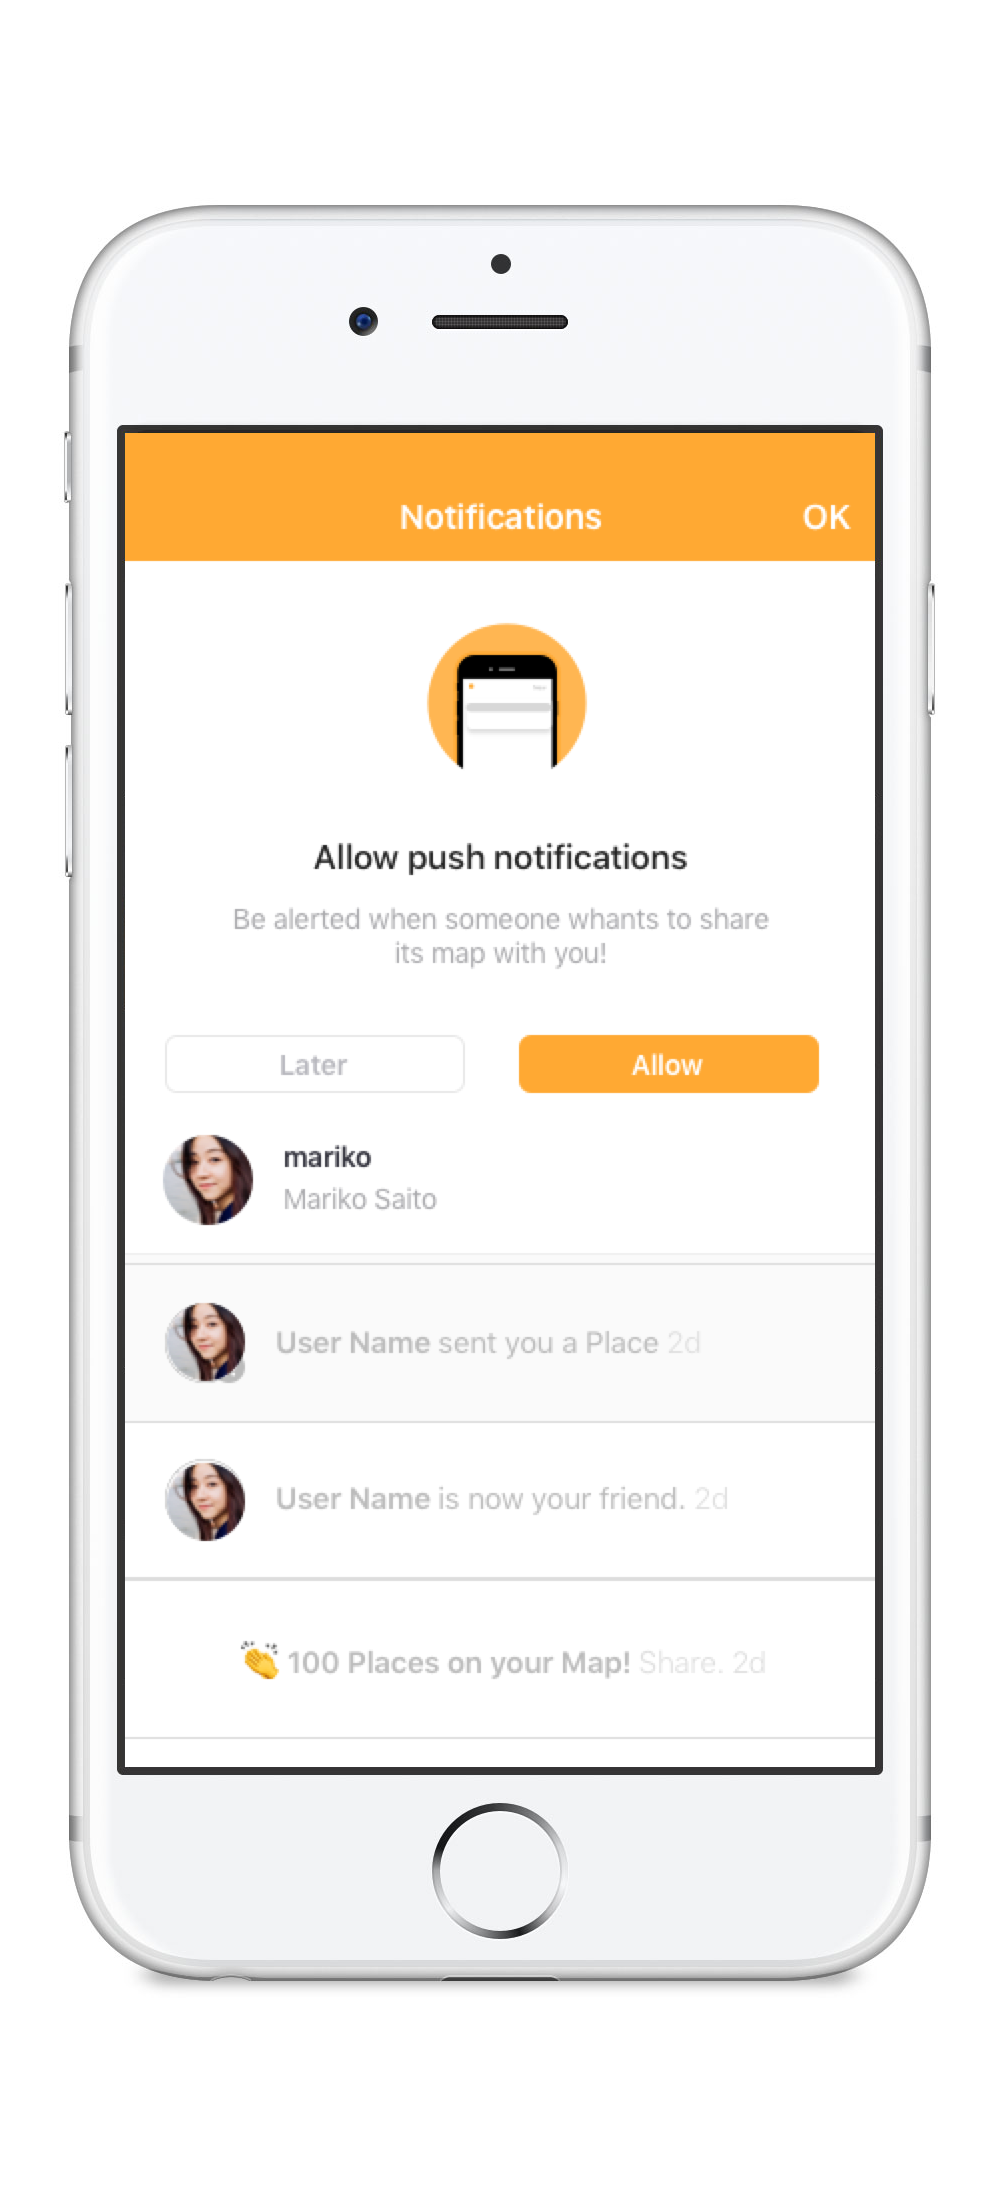 Notifications
OK
Allow push notifications
Be alerted when someone whants to share
its map with you!
Later
Allow
mariko
Mariko Saito
User Name sent you a Place 2d
User Name is now your friend. 2d
👏 100 Places on your Map! Share. 2d